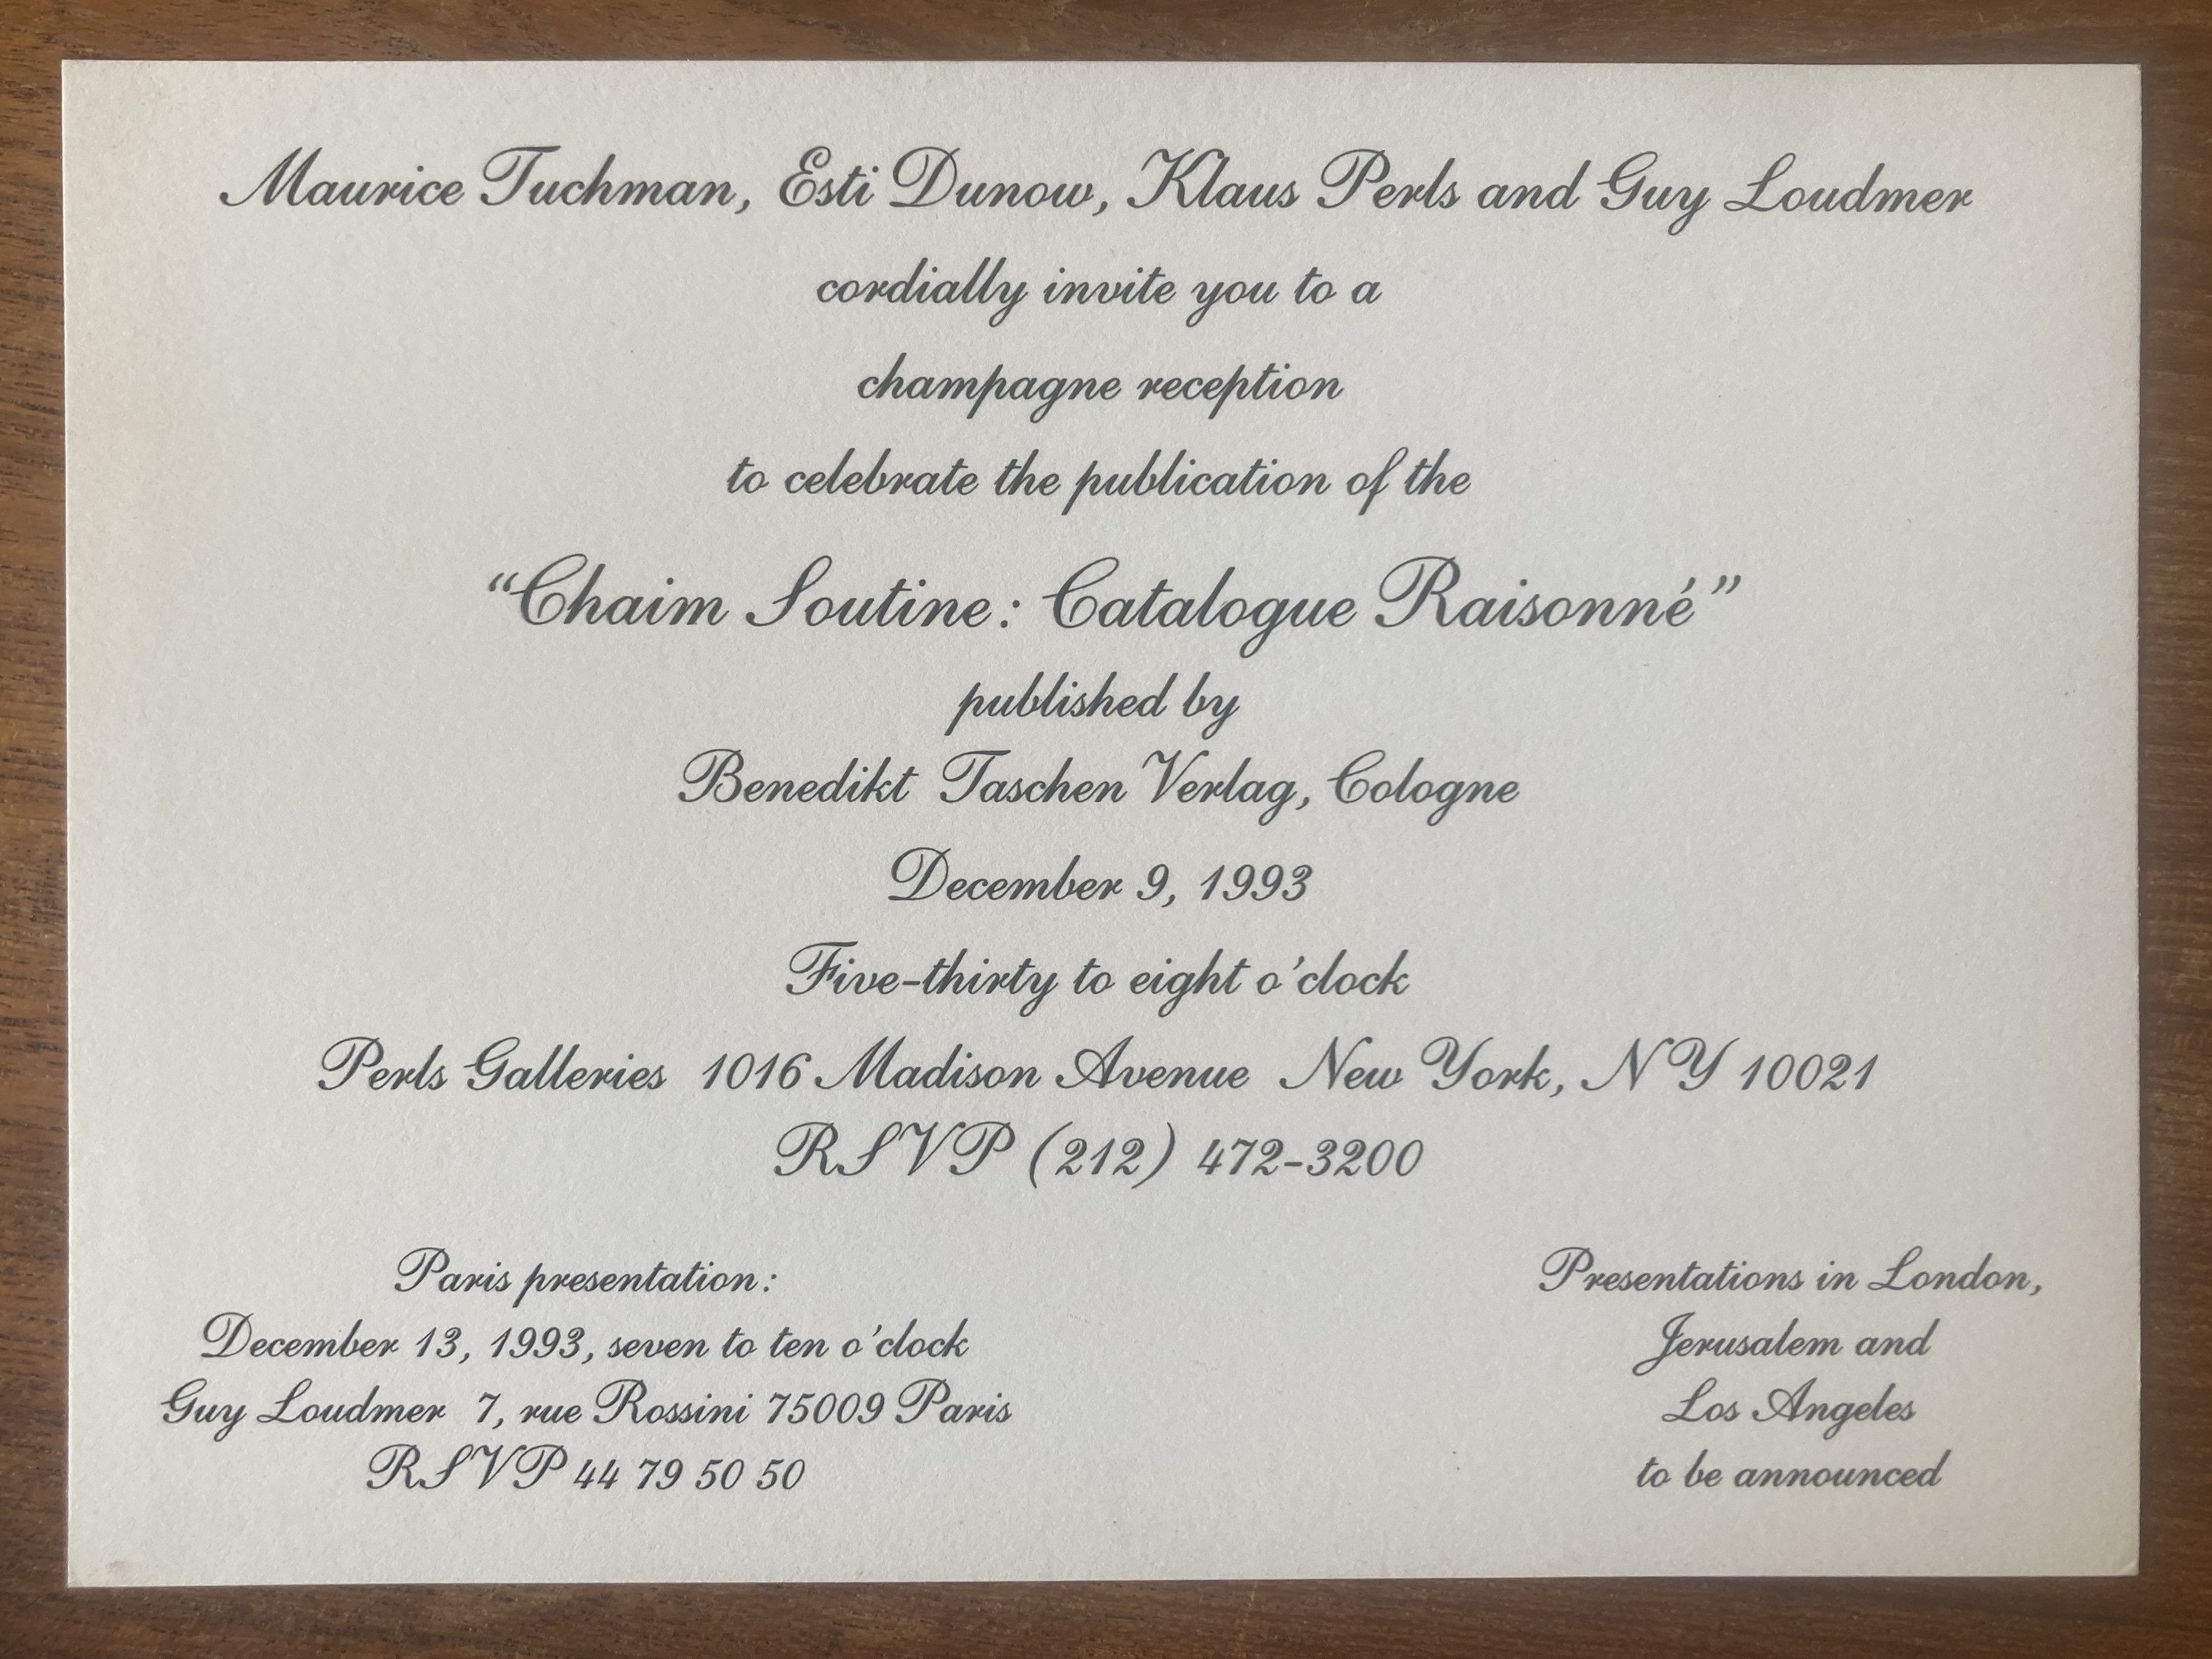 Maurice Tuchman, Esti Dunow, Klaus Perls and Guy Loudmer
cordially invite you to a
champagne reception
to celebrate the publication of the
“Chaim Soutine: Catalogue Raisonné”
published by
Benedikt Taschen Verlag, Cologne
December 9, 1993
Five-thirty to eight o’clock
Perls Galleries 1016 Madison Avenue New York, NY 10021
RSVP (212) 472-3200
Paris presentation:
December 13, 1993, seven to ten o’clock
Guy Loudmer 7, rue Rossini 75009 Paris
RSVP 44 79 50 50
Presentations in London,
Jerusalem and
Los Angeles
to be announced